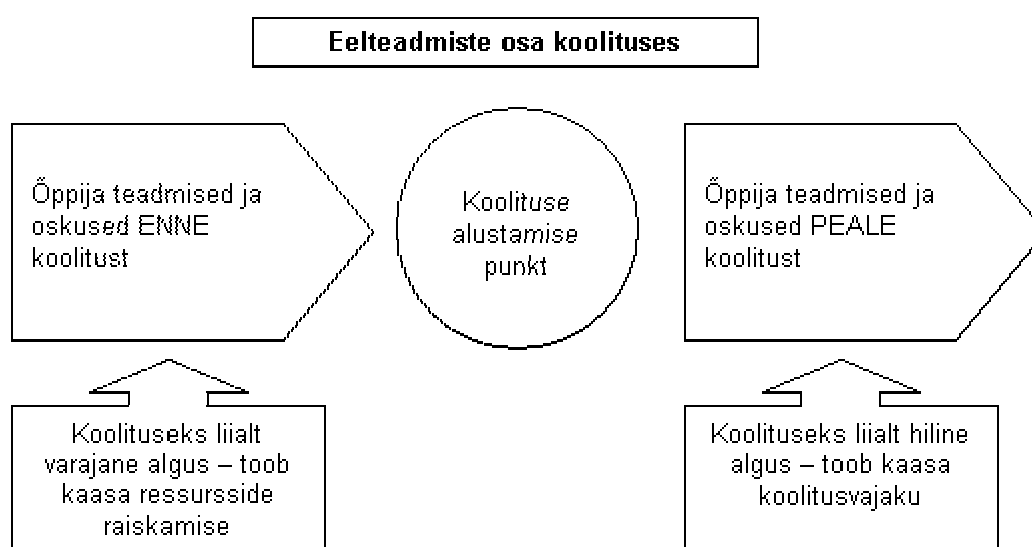 Eelteadmiste osa koolituses
Õppija teadmised ja
oskused ENNE
koolitust
Koolituse
alustamise
punkt
Õppija teadmised ja
oskused PEALE
koolitust
Koolituseks liialt
varajane algus – toob
kaasa ressursside
raiskamise
Koolituseks liialt hiline
algus – toob kaasa
koolitusvajaku